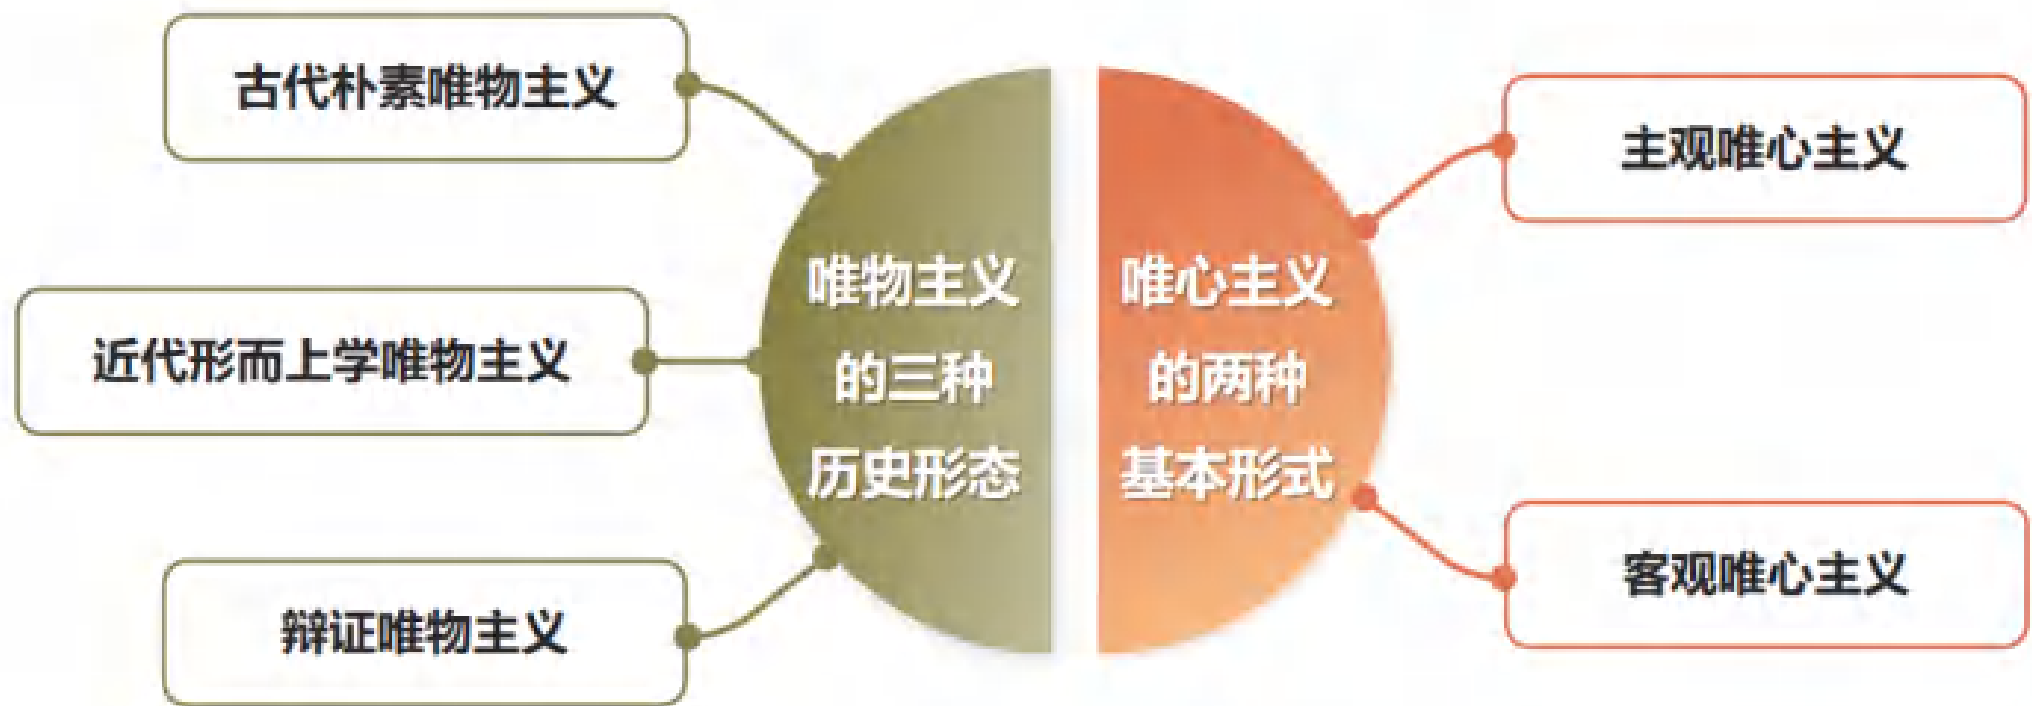 古代朴素唯物主义
近代形而上学唯物主义
辩证唯物主义
唯物主义
的三种
历史形态
唯心主义
的两种
基本形式
主观唯心主义
客观唯心主义